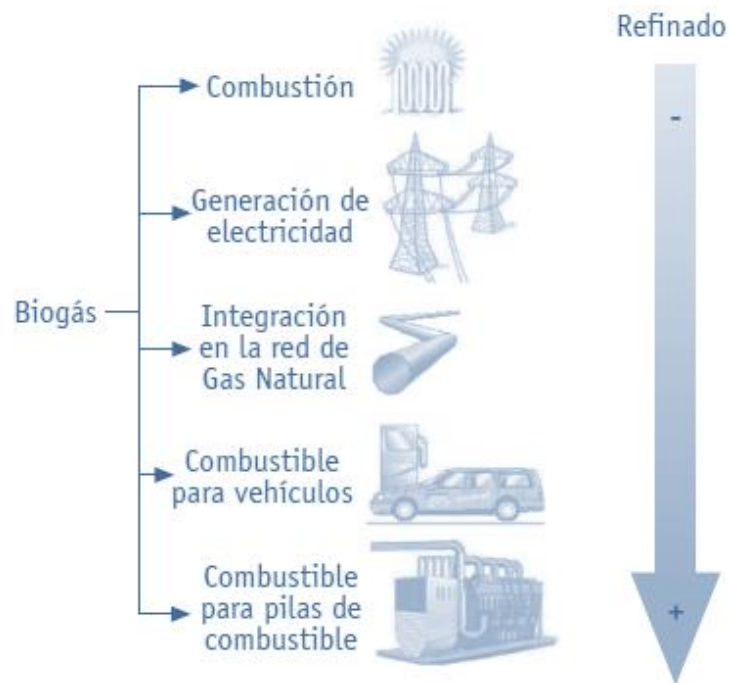 Refinado
-
Combustión
Generación de
electricidad
Biogás
Integración
en la red de
Gas Natural
Combustible
para vehículos
Combustible
para pilas de
combustible
+